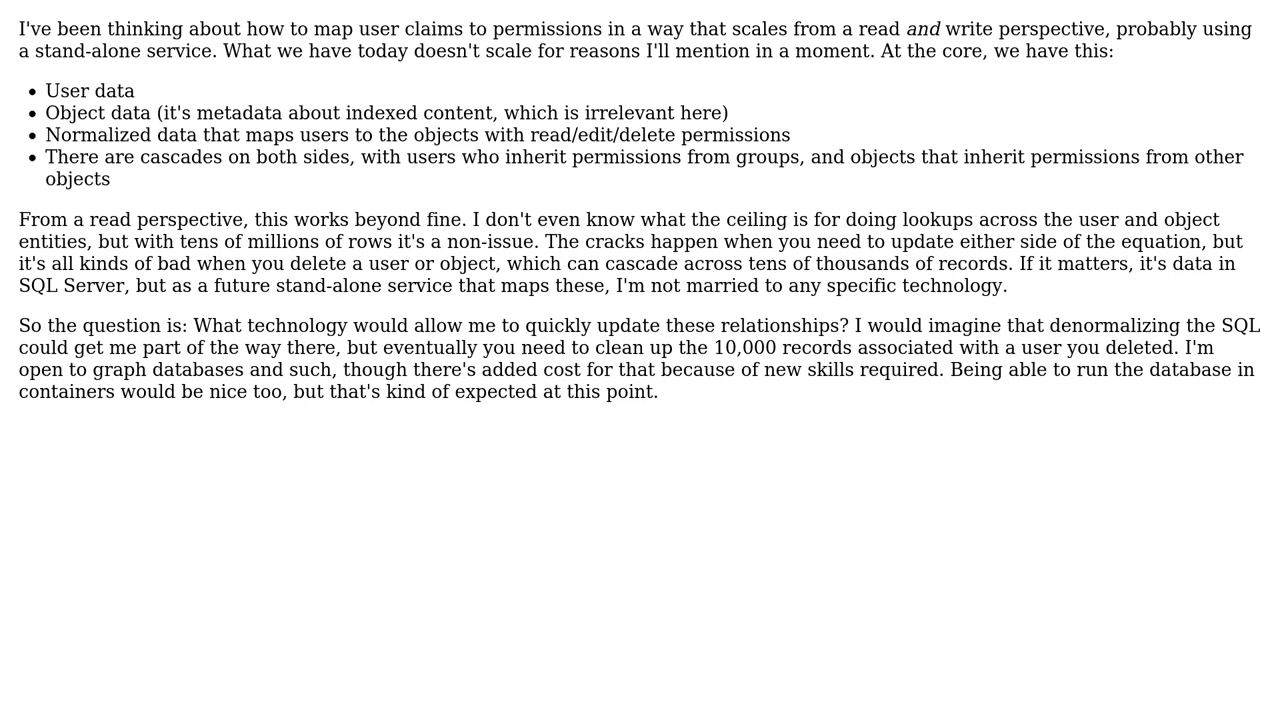 I've been thinking about how to map user claims to permissions in a way that scales from a read and write perspective, probably using
a stand-alone service. What we have today doesn't scale for reasons I'll mention in a moment. At the core, we have this:
• User data
• Object data (it's metadata about indexed content, which is irrelevant here)
• Normalized data that maps users to the objects with read/edit/delete permissions
• There are cascades on both sides, with users who inherit permissions from groups, and objects that inherit permissions from other
objects
From a read perspective, this works beyond fine. I don't even know what the ceiling is for doing lookups across the user and object
entities, but with tens of millions of rows it's a non-issue. The cracks happen when you need to update either side of the equation, but
it's all kinds of bad when you delete a user or object, which can cascade across tens of thousands of records. If it matters, it's data in
SQL Server, but as a future stand-alone service that maps these, I'm not married to any specific technology.
So the question is: What technology would allow me to quickly update these relationships? I would imagine that denormalizing the SQL
could get me part of the way there, but eventually you need to clean up the 10,000 records associated with a user you deleted. I'm
open to graph databases and such, though there's added cost for that because of new skills required. Being able to run the database in
containers would be nice too, but that's kind of expected at this point.